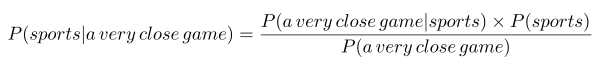 P(sports|a very close game) = P(a very close game|sports) × P(sports) / P(a very close game)